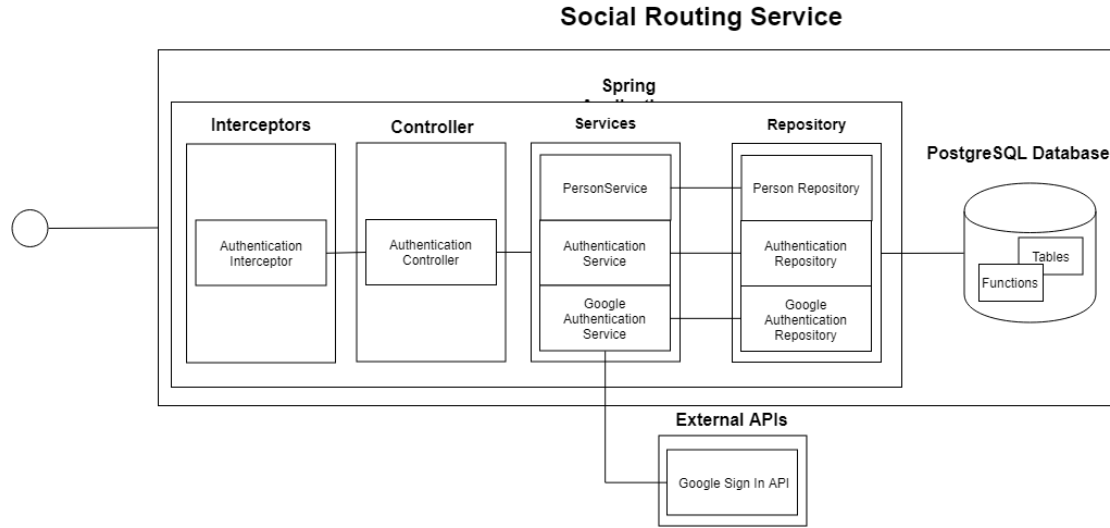 Social Routing Service
Spring
Interceptors
Controller
Services
Repository
PostgreSQL Database
PersonService
Person Repository
Authentication
Interceptor
Authentication
Controller
Authentication
Service
Authentication
Repository
Tables
Functions
Google
Authentication
Service
Google
Authentication
Repository
External APIs
Google Sign In API